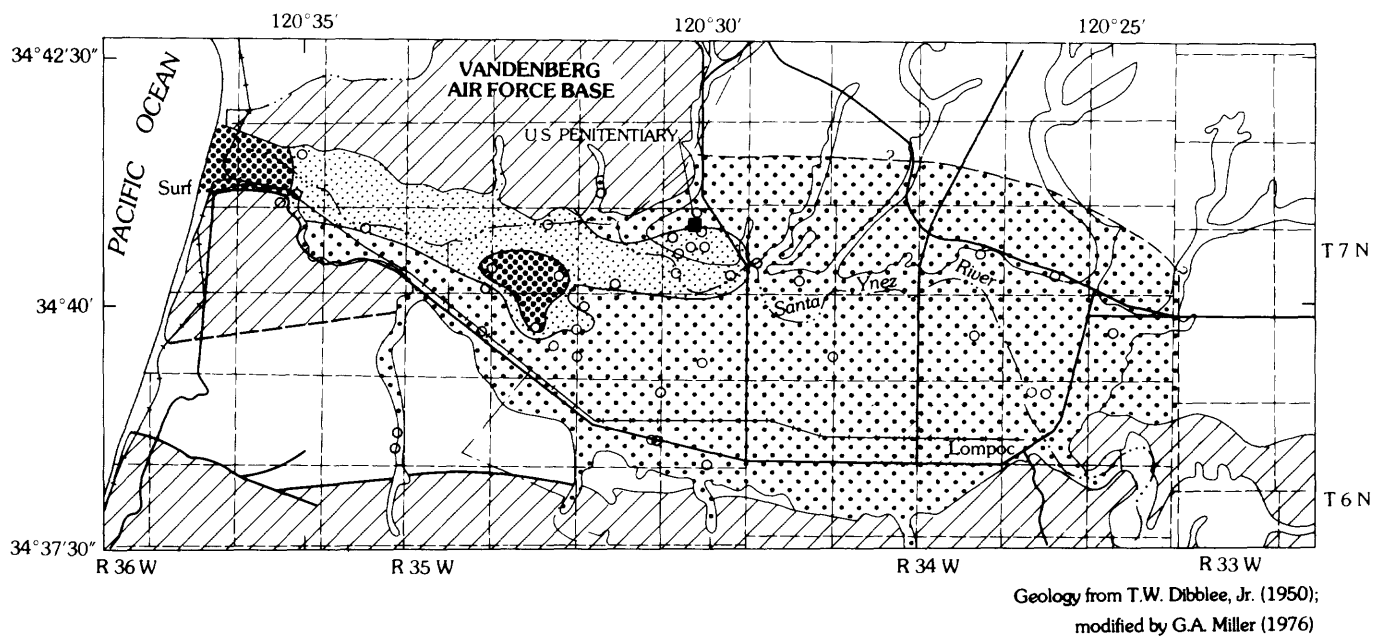 120°35'
120°30'
120°25'
34°42'30"
PACIFIC OCEAN
VANDENBERG
AIR FORCE BASE
U S PENITENTIARY
Surf
?
T 7 N
?
River
Ynez
Santa
34°40'
Lompoc
T 6 N
34°37'30"
R 36 W
R 35 W
R 34 W
R 33 W
Geology from T.W. Dibblee, Jr. (1950);
modified by G.A. Miller (1976)